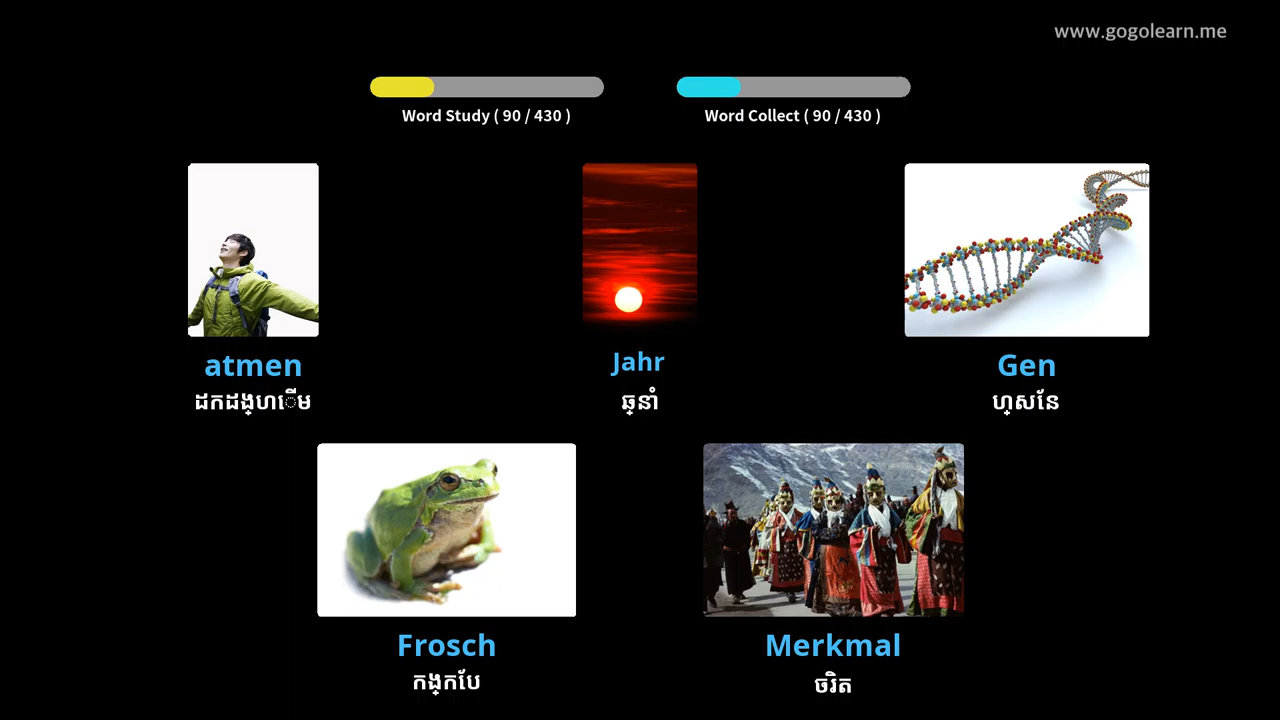 www.gogolearn.me
Word Study ( 90 / 430 )
Word Collect ( 90 / 430 )
atmen
ដកដង្ហើម
Jahr
ឆ្នាំ
Gen
ហ្សែន
Frosch
កង្កែប
Merkmal
ចរិត